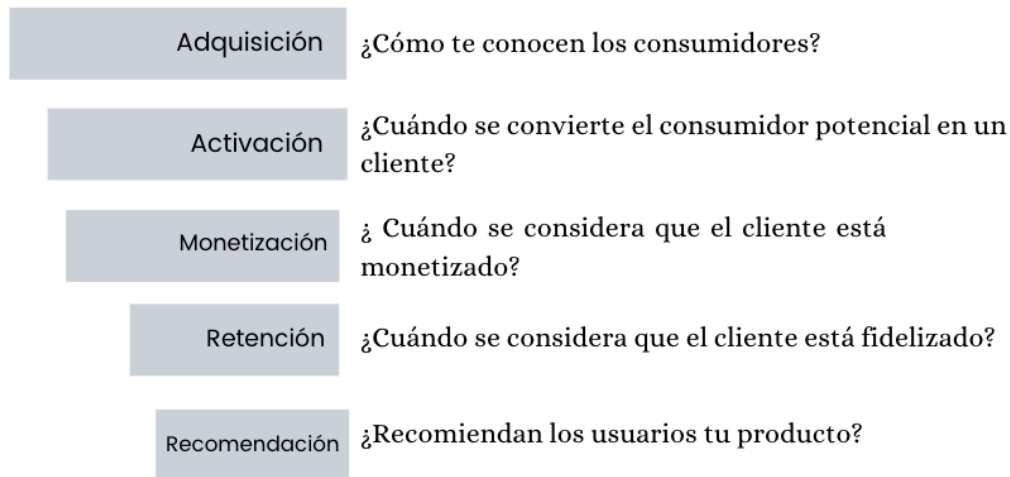 Adquisición
¿Cómo te conocen los consumidores?
Activación
¿Cuándo se convierte el consumidor potencial en un
cliente?
Monetización
¿ Cuándo se considera que el cliente está
monetizado?
Retención
¿Cuándo se considera que el cliente está fidelizado?
Recomendación
¿Recomiendan los usuarios tu producto?